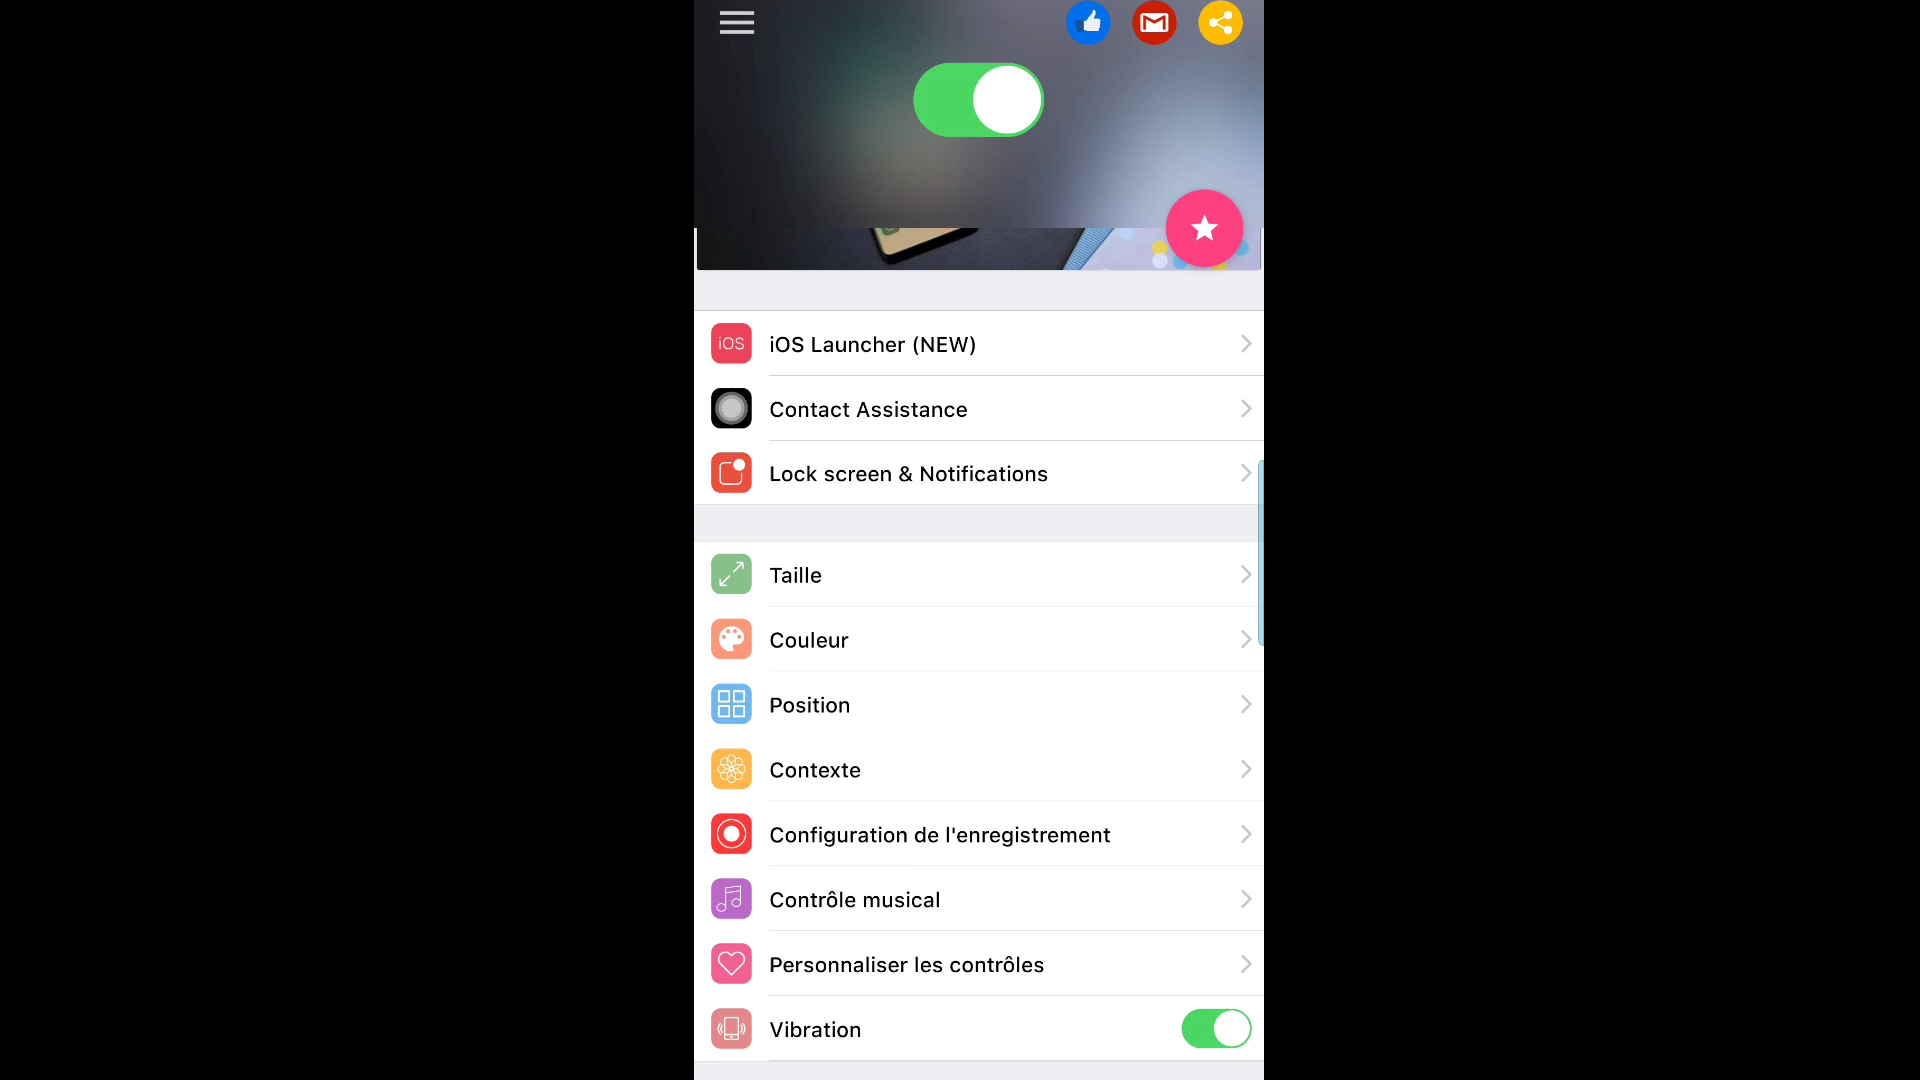 iOS
iOS Launcher (NEW)
Contact Assistance
Lock screen & Notifications
Taille
Couleur
Position
Contexte
Configuration de l'enregistrement
Contrôle musical
Personnaliser les contrôles
Vibration